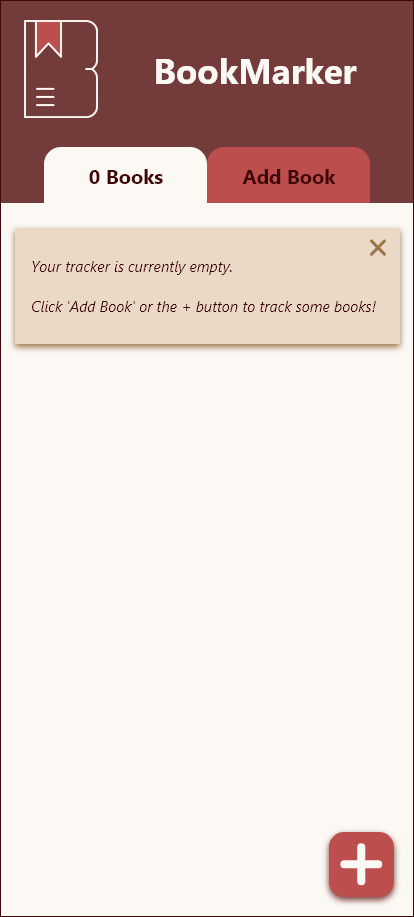 BookMarker
0 Books
Add Book
Your tracker is currently empty.
Click 'Add Book' or the + button to track some books!